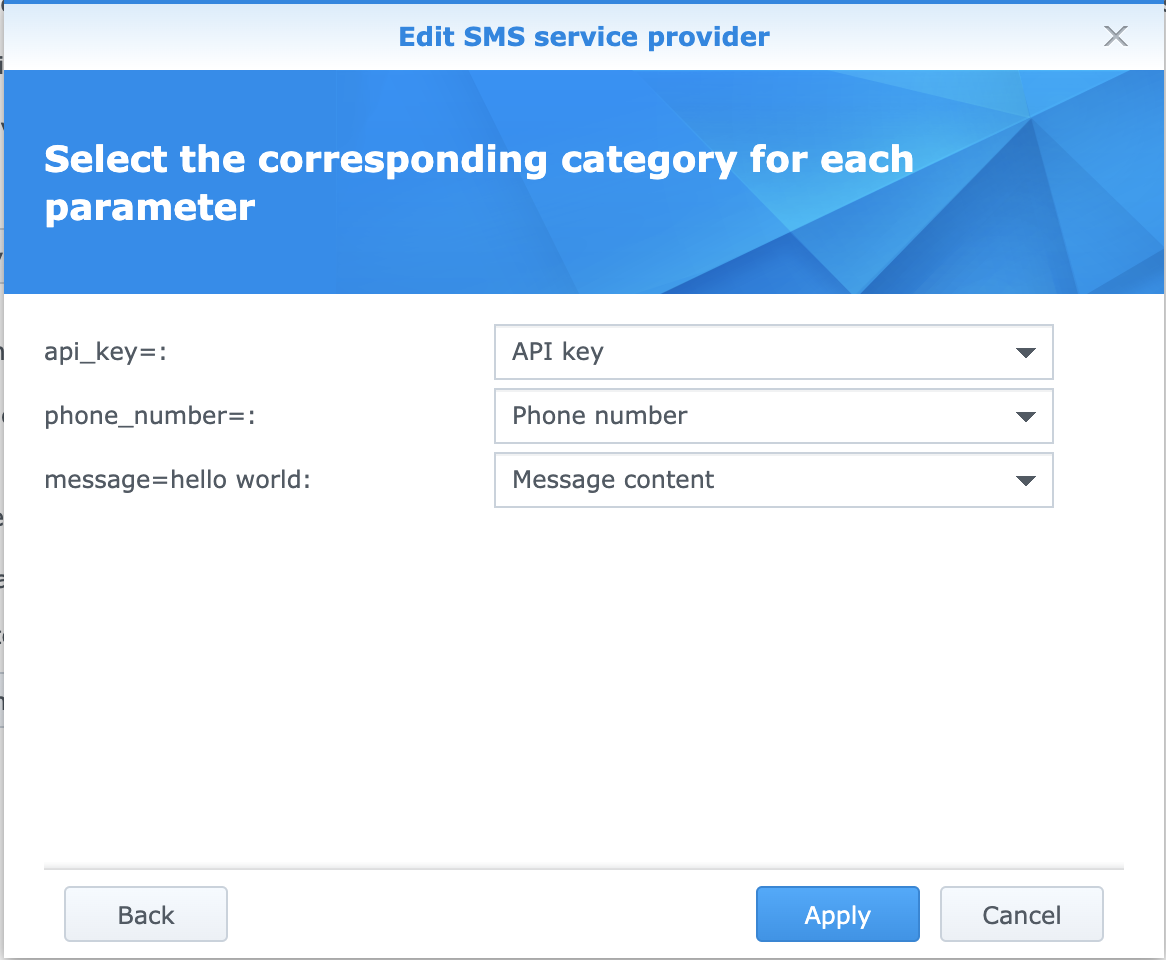 Edit SMS service provider
Select the corresponding category for each
parameter
api_key=: API key
phone_number=: Phone number
message=hello world: Message content
Back Apply Cancel